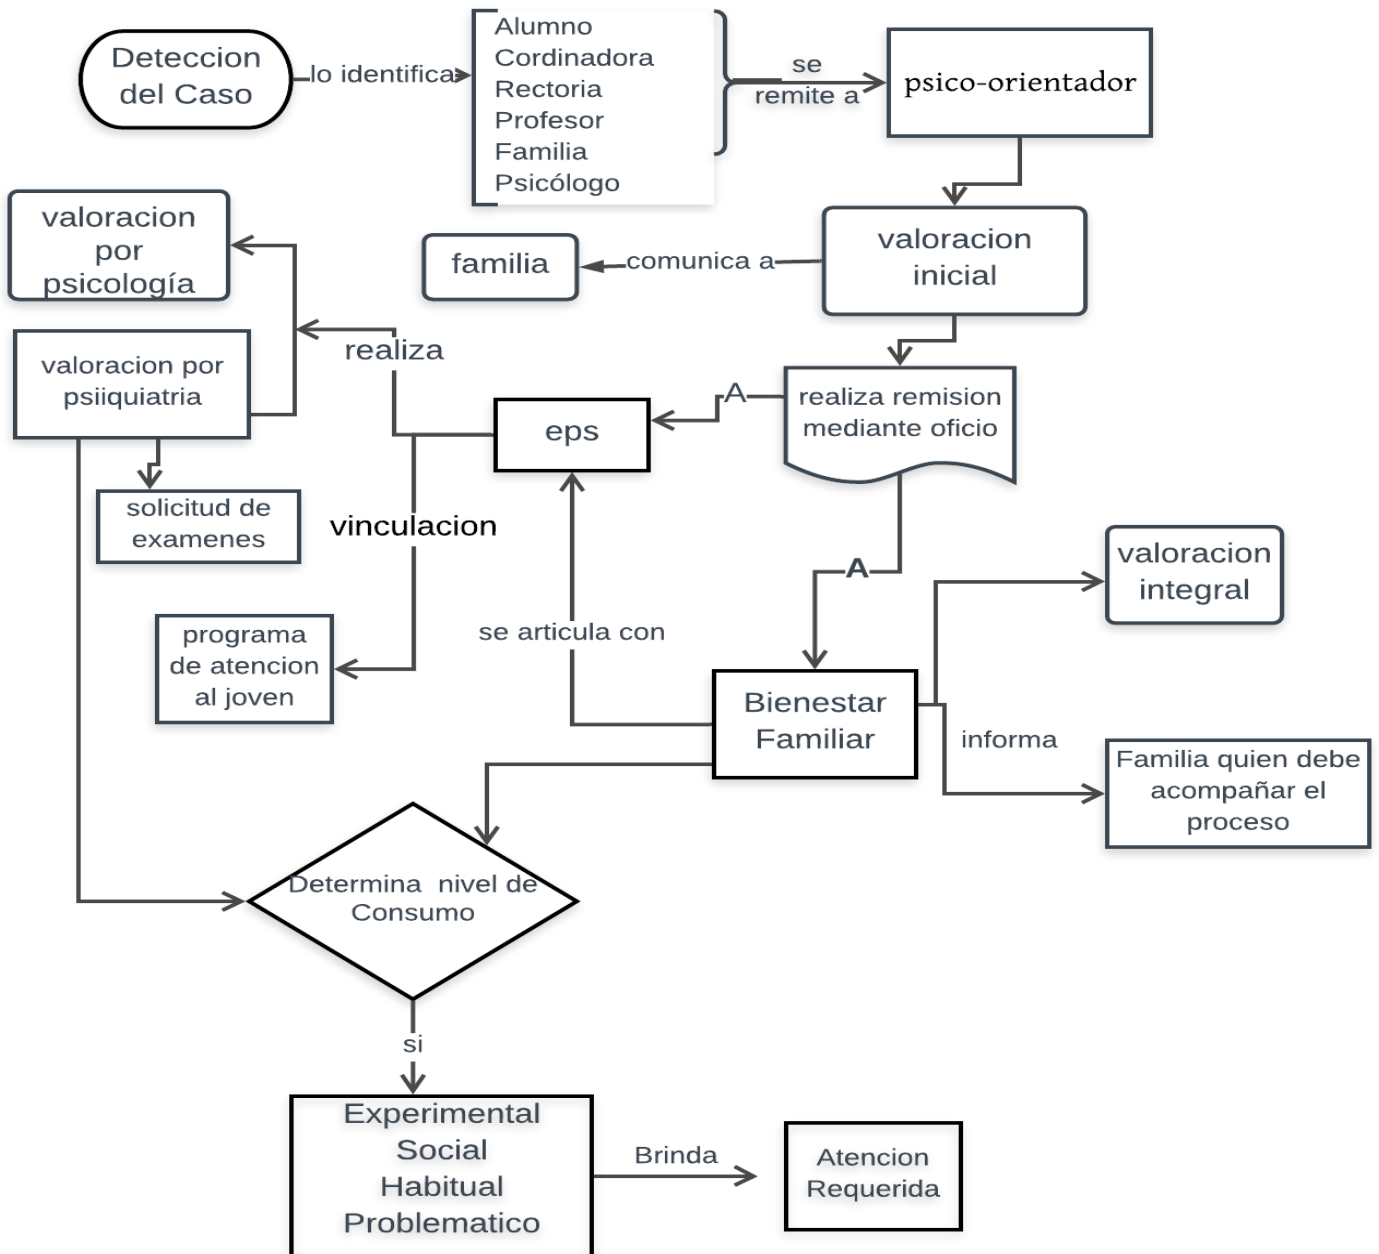 Deteccion
del Caso
lo identifica
Alumno
Cordinadora
Rectoria
Profesor
Familia
Psicólogo
se
remite a
psico-orientador
valoracion
inicial
comunica a
familia
valoracion
por
psicología
realiza
valoracion por
psiiquiatria
A
realiza remision
mediante oficio
eps
solicitud de
examenes
vinculacion
A
valoracion
integral
programa
de atencion
al joven
se articula con
Bienestar
Familiar
informa
Familia quien debe
acompañar el
proceso
Determina  nivel de
Consumo
si
Experimental
Social
Habitual
Problematico
Brinda
Atencion
Requerida